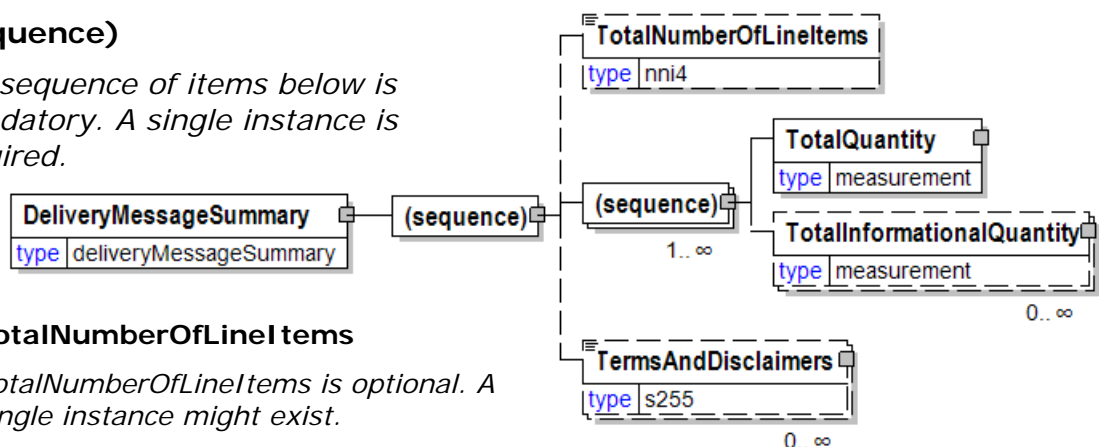 quence)
sequence of items below is
datory. A single instance is
ired.
DeliveryMessageSummary
type deliveryMessageSummary
(sequence)
TotalNumberOfLineItems
type nni4
(sequence)
1.. ∞
TotalQuantity
type measurement
TotalInformationalQuantity
type measurement
0.. ∞
TermsAndDisclaimers
type s255
0.. ∞
otalNumberOfLineItems
otalNumberOfLineItems is optional. A
ngle instance might exist.